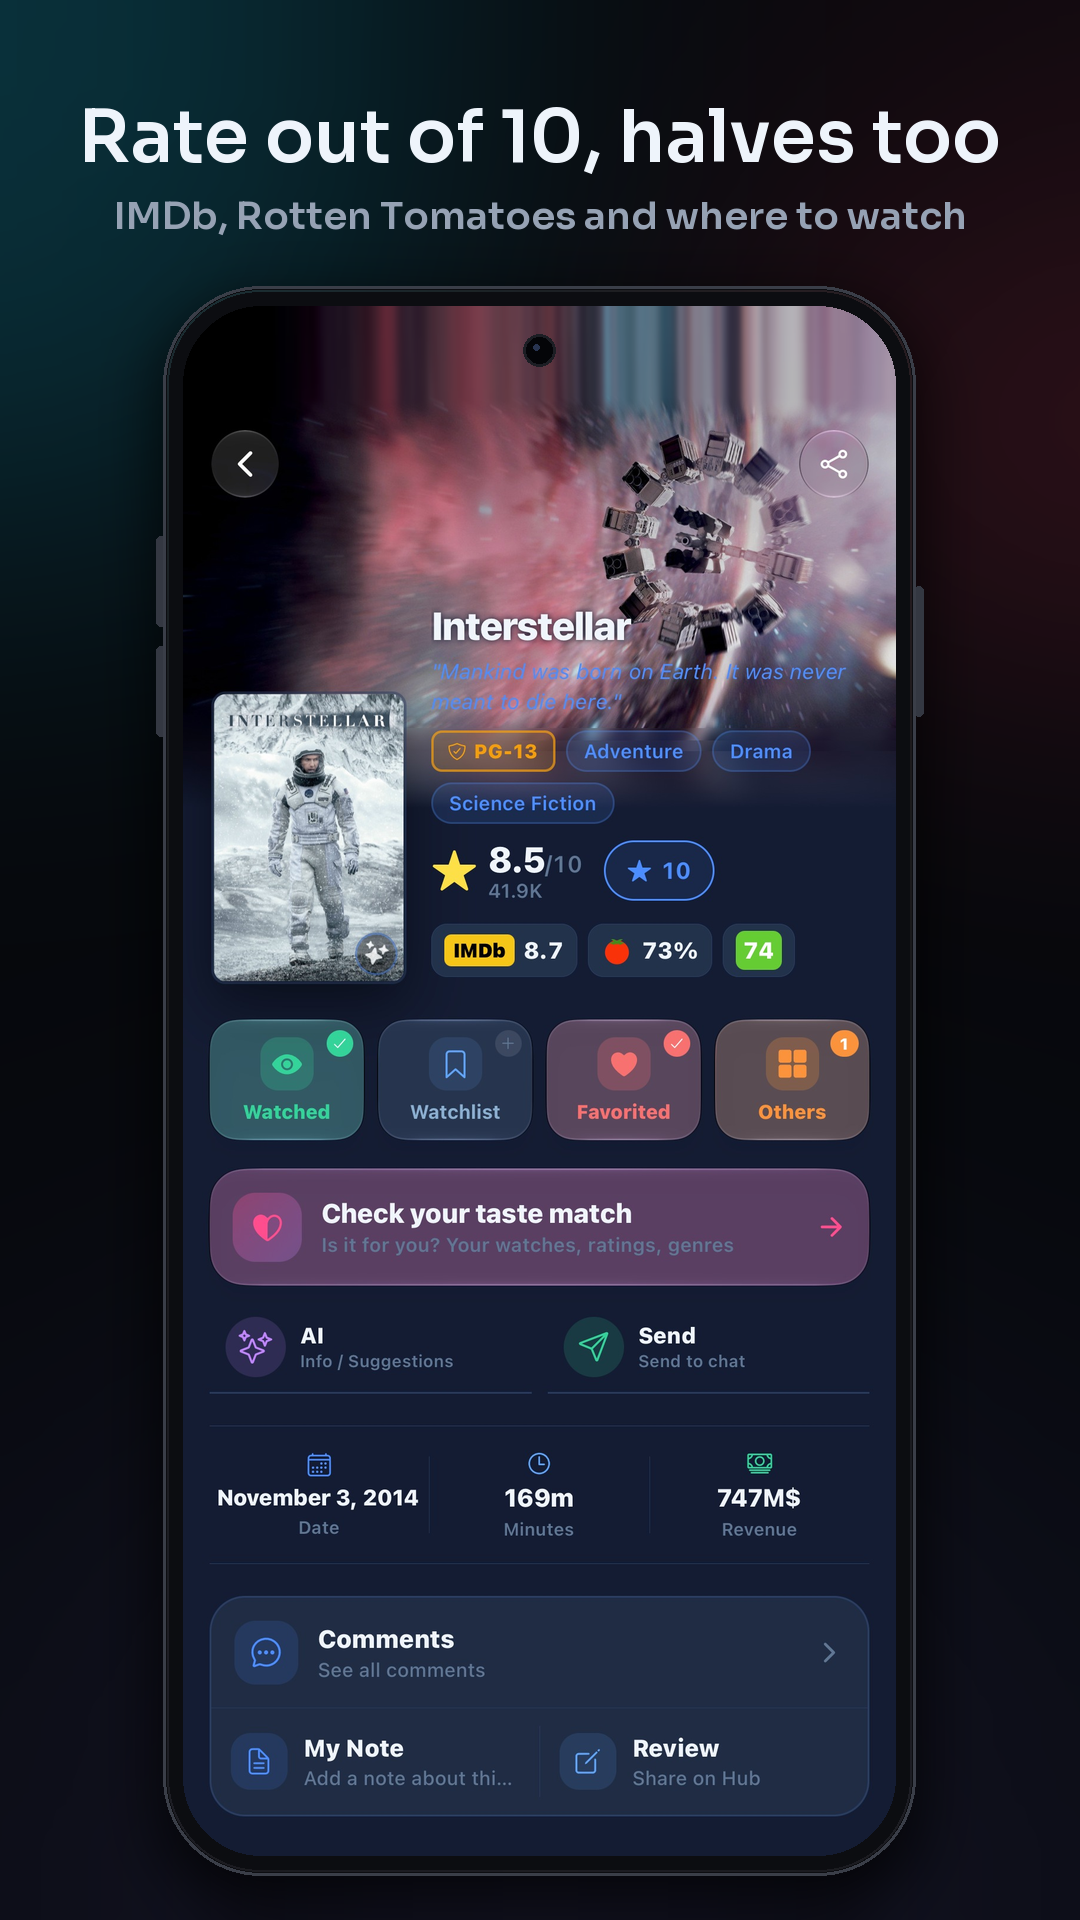 Rate out of 10, halves too
IMDb, Rotten Tomatoes and where to watch
Interstellar
"Mankind was born on Earth. It was never
meant to die here."
INTERSTELLAR
PG-13
Adventure
Drama
Science Fiction
8.5/10
41.9K
10
IMDb 8.7
73%
74
Watched
Watchlist
Favorited
1
Others
Check your taste match
Is it for you? Your watches, ratings, genres
AI
Info / Suggestions
Send
Send to chat
November 3, 2014
Date
169m
Minutes
747M$
Revenue
Comments
See all comments
My Note
Add a note about thi...
Review
Share on Hub